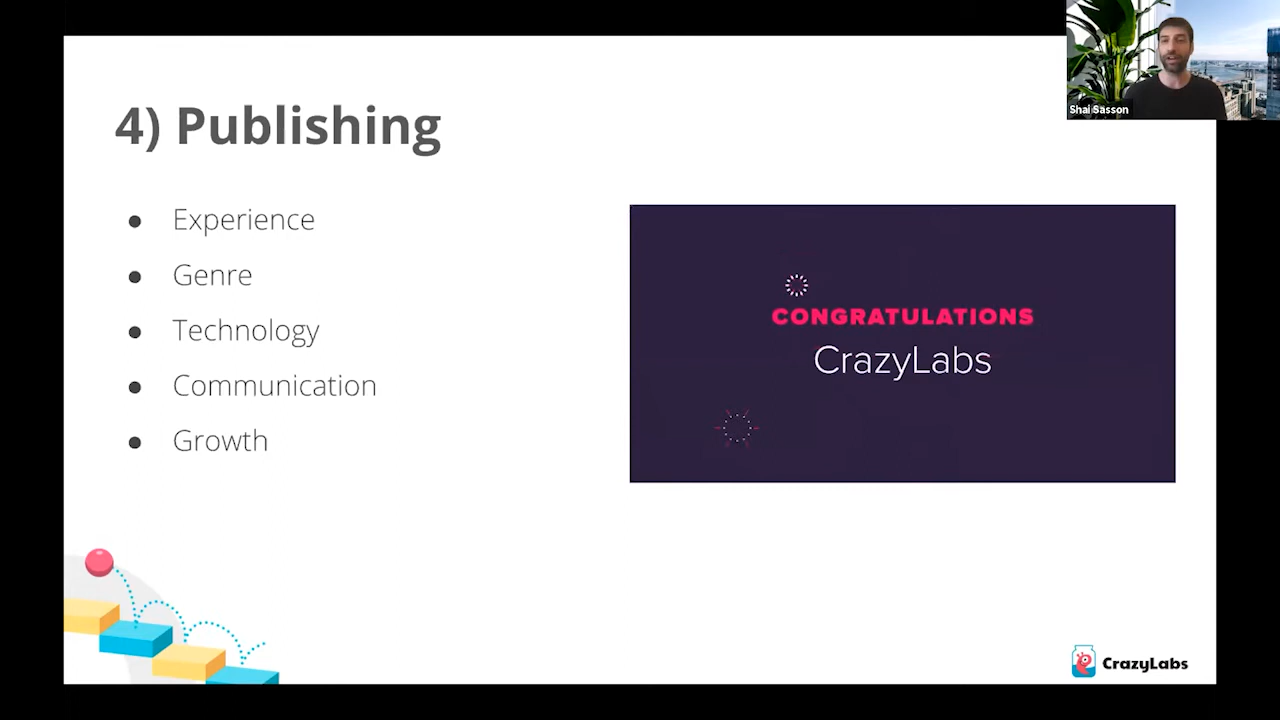 Shai Sasson
4) Publishing
● Experience
● Genre
● Technology
● Communication
● Growth
CONGRATULATIONS
CrazyLabs
CrazyLabs